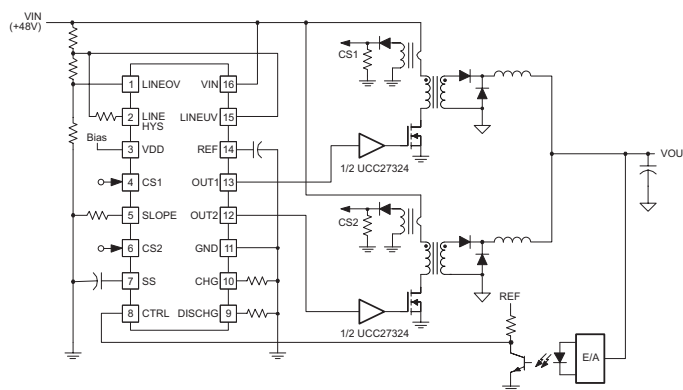 VIN
(+48V)
CS1
1 LINEOV VIN 16
2 LINE HYS LINEUV 15
Bias
3 VDD REF 14
4 CS1 OUT1 13
5 SLOPE OUT2 12
6 CS2 GND 11
7 SS CHG 10
8 CTRL DISCHG 9
1/2 UCC27324
VOU
CS2
1/2 UCC27324
REF
E/A